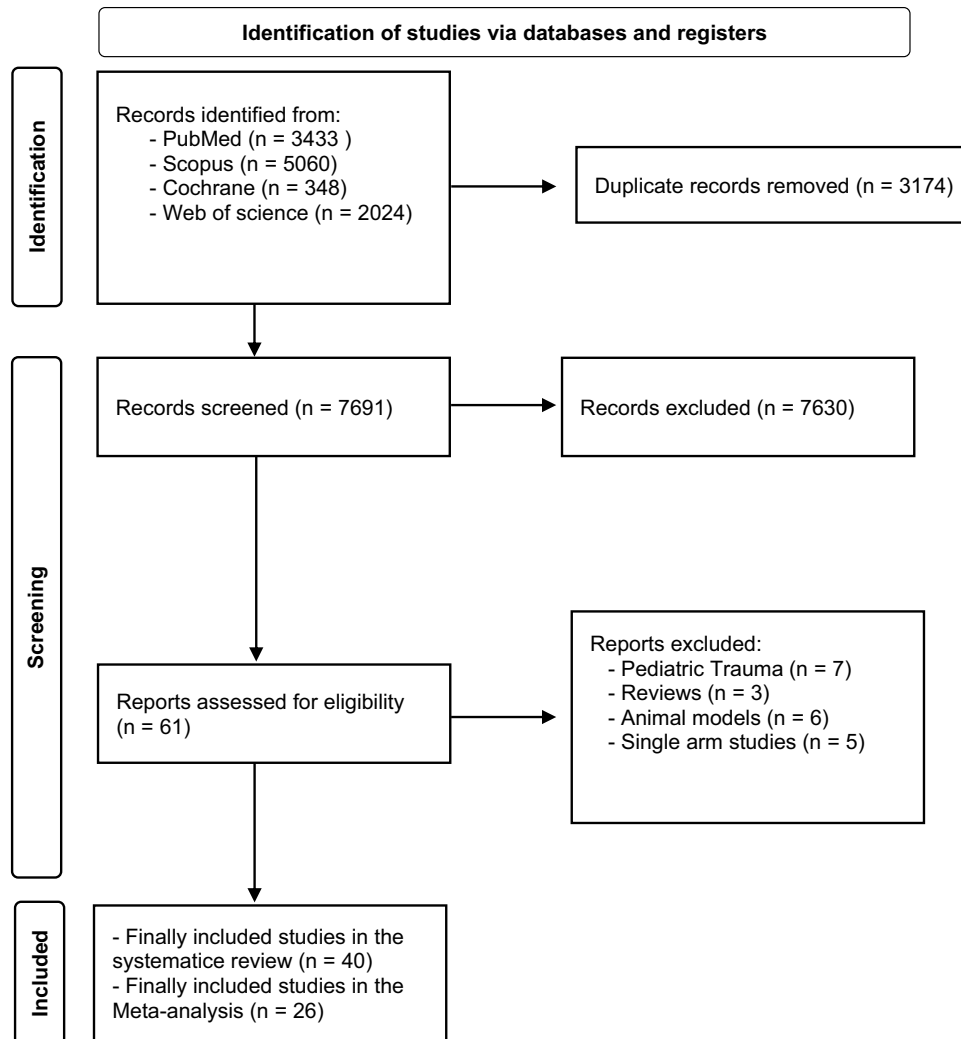 Identification of studies via databases and registers
Identification
Records identified from:
- PubMed (n = 3433 )
- Scopus (n = 5060)
- Cochrane (n = 348)
- Web of science (n = 2024)
Duplicate records removed (n = 3174)
Screening
Records screened (n = 7691)
Records excluded (n = 7630)
Reports assessed for eligibility
(n = 61)
Reports excluded:
- Pediatric Trauma (n = 7)
- Reviews (n = 3)
- Animal models (n = 6)
- Single arm studies (n = 5)
Included
- Finally included studies in the
systematice review (n = 40)
- Finally included studies in the
Meta-analysis (n = 26)